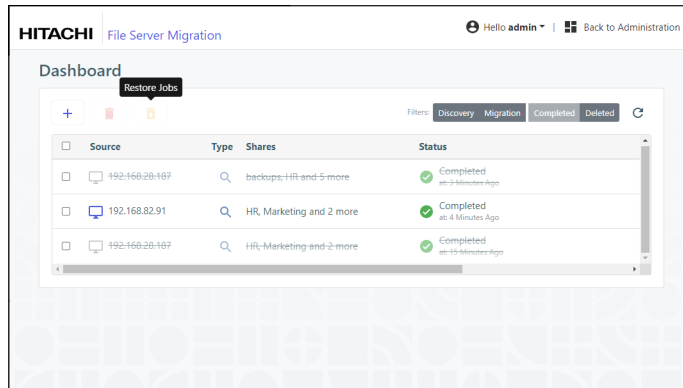 HITACHI File Server Migration Hello admin | Back to Administration
Dashboard
Restore Jobs
Filters: Discovery Migration Completed Deleted
Source Type Shares Status
192.168.28.187 backups, HR and 5 more Completed
at: 3 Minutes Ago
192.168.82.91 HR, Marketing and 2 more Completed
at: 4 Minutes Ago
192.168.28.187 HR, Marketing and 2 more Completed
at: 15 Minutes Ago